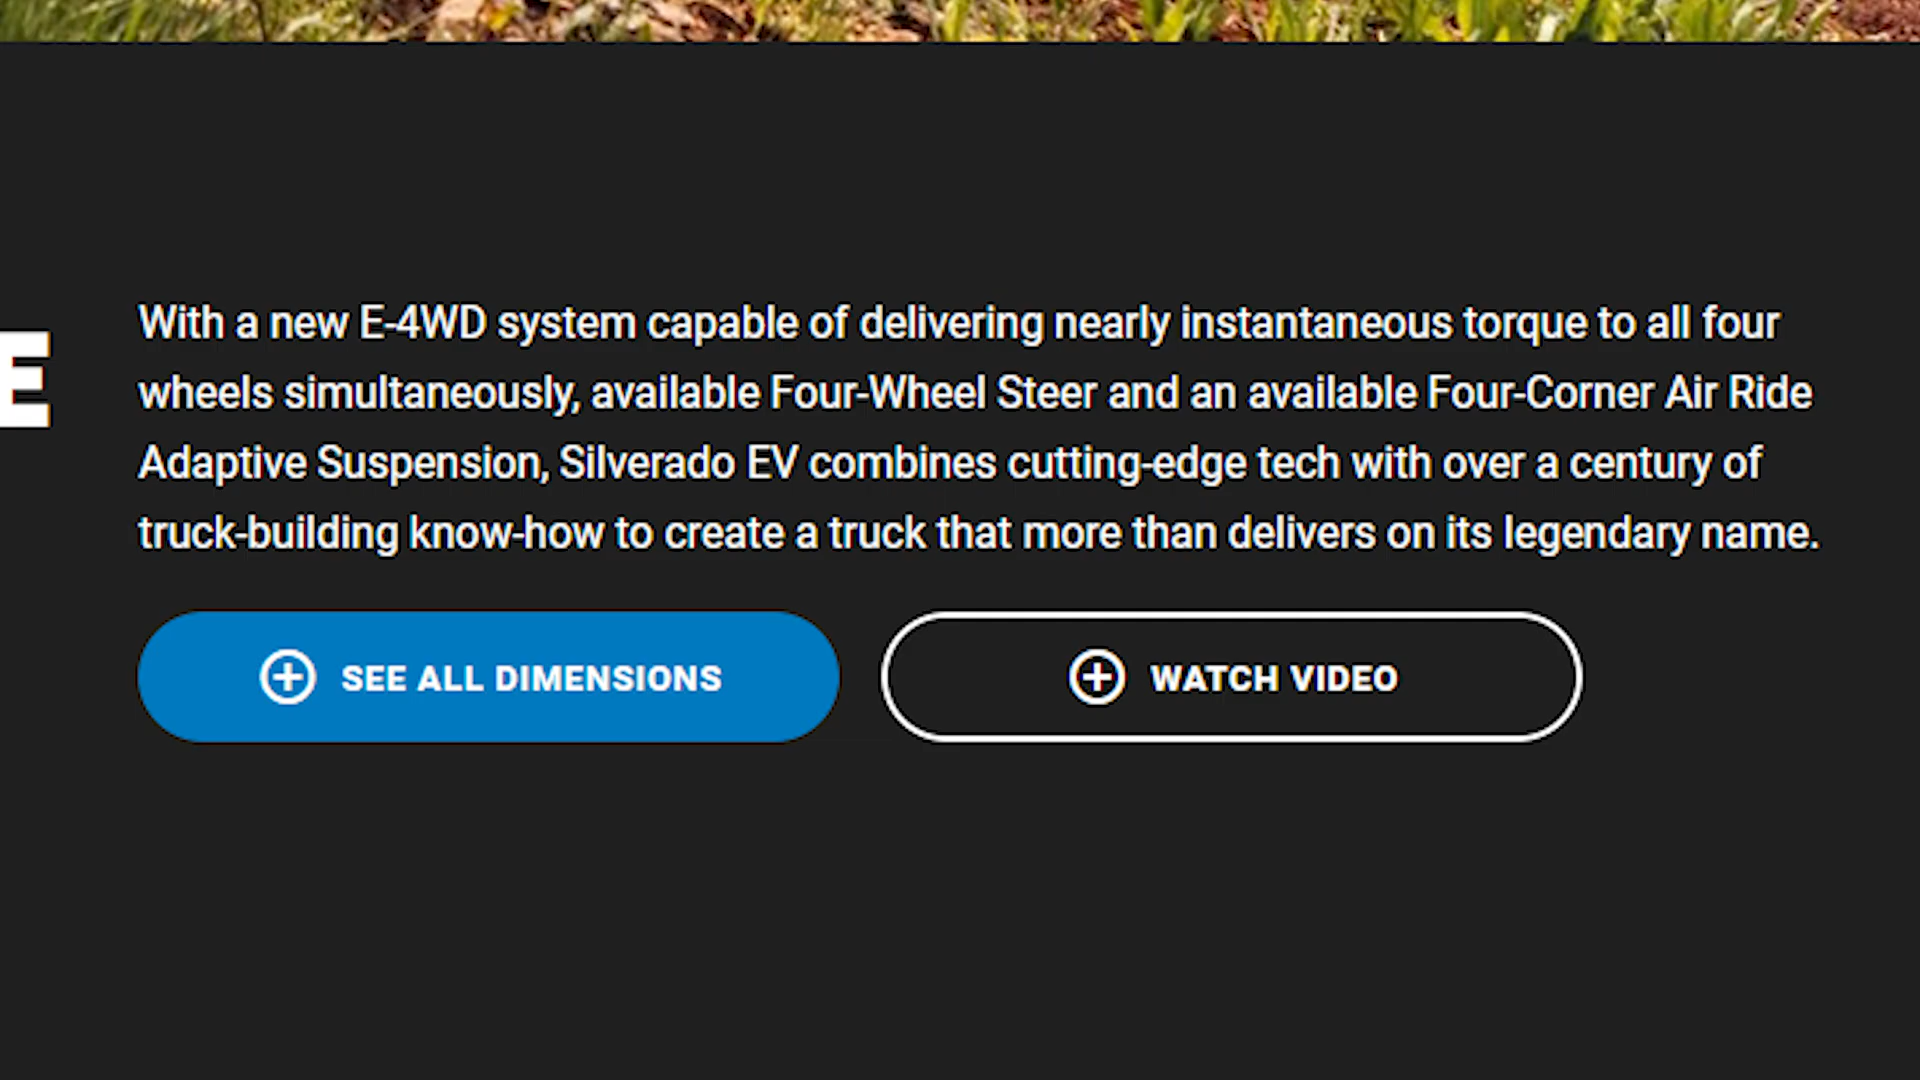 E
With a new E-4WD system capable of delivering nearly instantaneous torque to all four
wheels simultaneously, available Four-Wheel Steer and an available Four-Corner Air Ride
Adaptive Suspension, Silverado EV combines cutting-edge tech with over a century of
truck-building know-how to create a truck that more than delivers on its legendary name.
SEE ALL DIMENSIONS
WATCH VIDEO